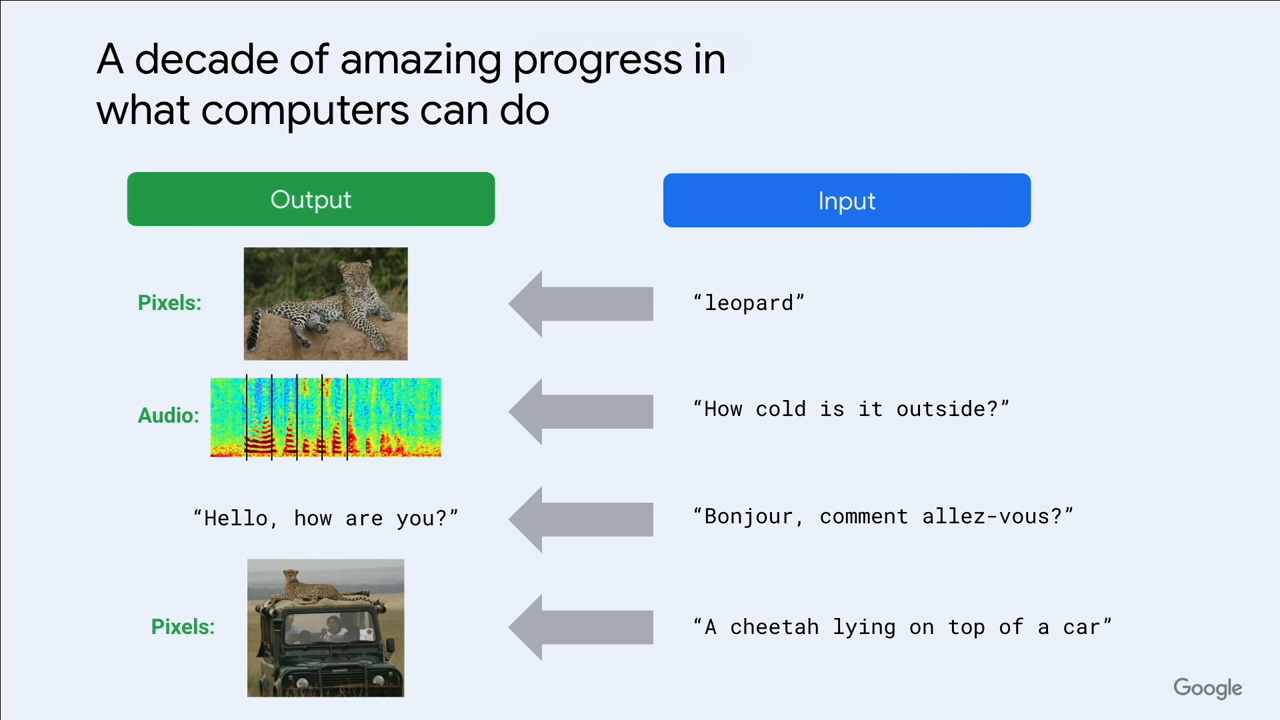 A decade of amazing progress in
what computers can do
Output
Input
Pixels:
“leopard”
Audio:
“How cold is it outside?”
“Hello, how are you?”
“Bonjour, comment allez-vous?”
Pixels:
“A cheetah lying on top of a car”
Google